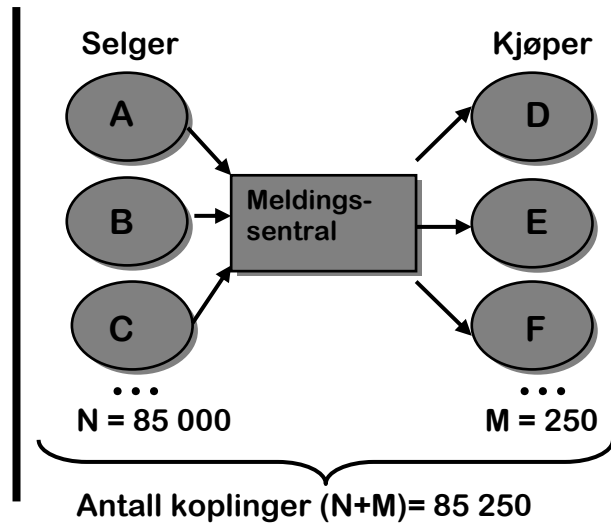 Selger Kjøper
A D
Meldings-
sentral
B E
C F
... ...
N = 85 000 M = 250
Antall koplinger (N+M)= 85 250